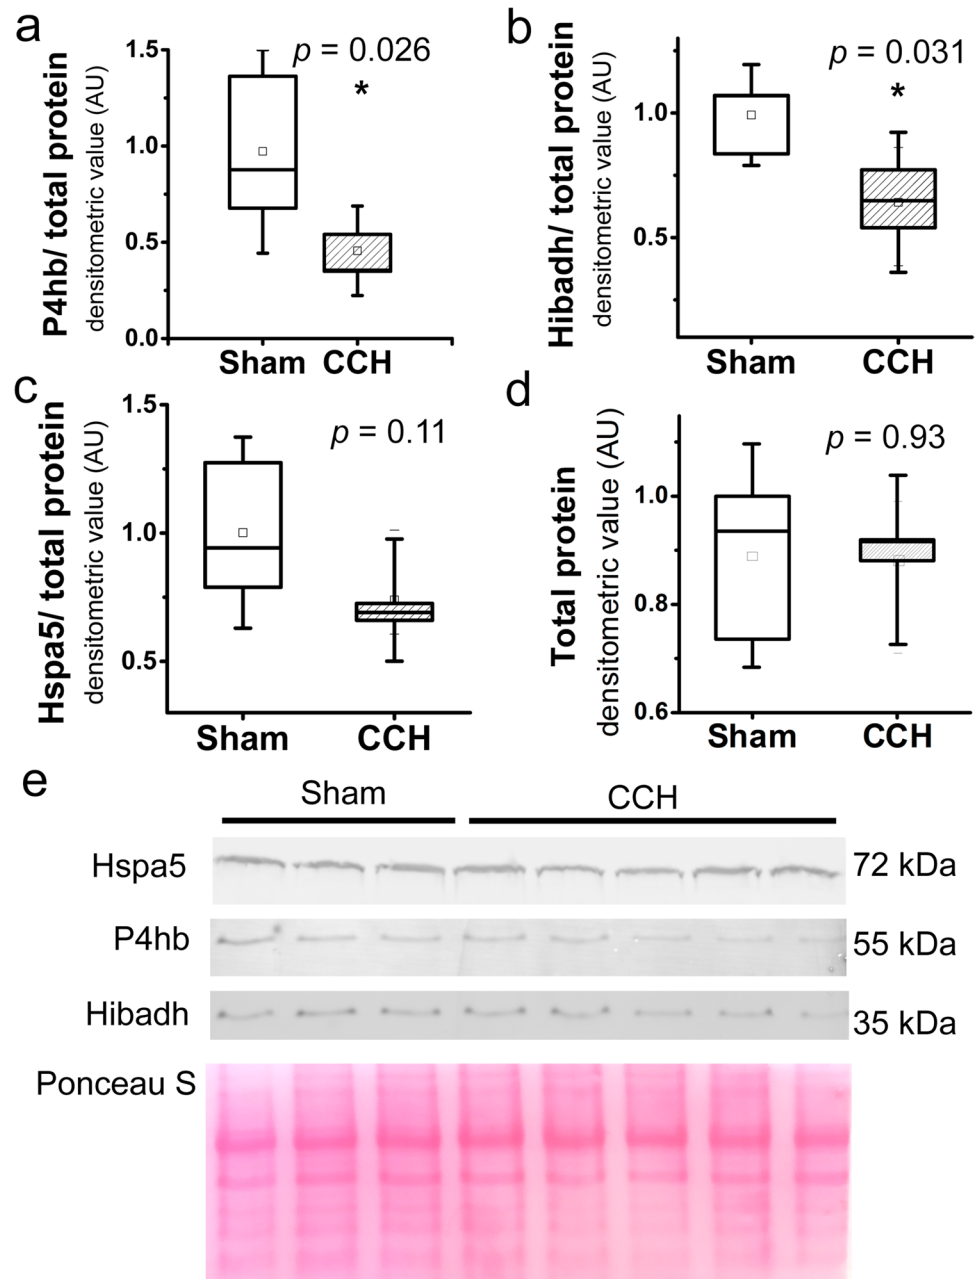 a
P4hb/ total protein
densitometric value (AU)
1.5
1.0
0.5
0.0
p = 0.026
*
Sham CCH
b
Hibadh/ total protein
densitometric value (AU)
1.0
0.5
p = 0.031
*
Sham CCH
c
Hspa5/ total protein
densitometric value (AU)
1.5
1.0
0.5
p = 0.11
Sham CCH
d
Total protein
densitometric value (AU)
1.0
0.8
0.6
p = 0.93
Sham CCH
e
Sham CCH
Hspa5 72 kDa
P4hb 55 kDa
Hibadh 35 kDa
Ponceau S